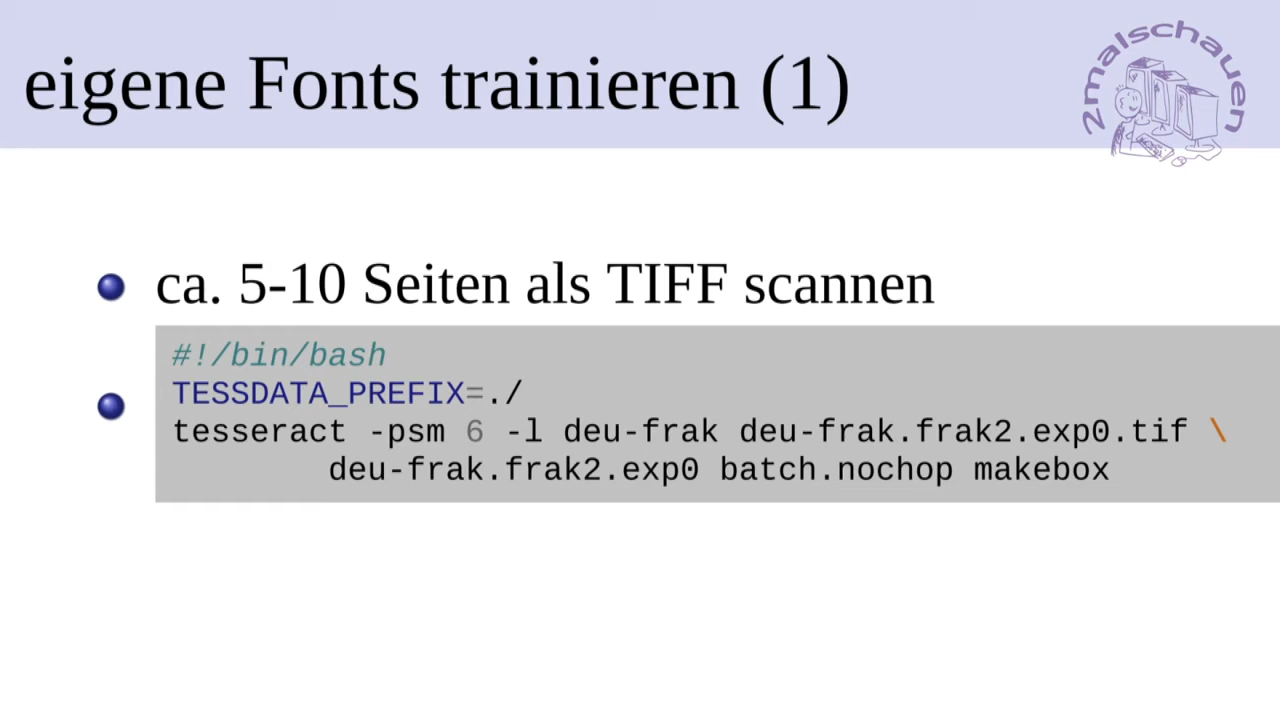 eigene Fonts trainieren (1)
2malschauen
ca. 5-10 Seiten als TIFF scannen
#!/bin/bash
TESSDATA_PREFIX=./
tesseract -psm 6 -l deu-frak deu-frak.frak2.exp0.tif \
deu-frak.frak2.exp0 batch.nochop makebox